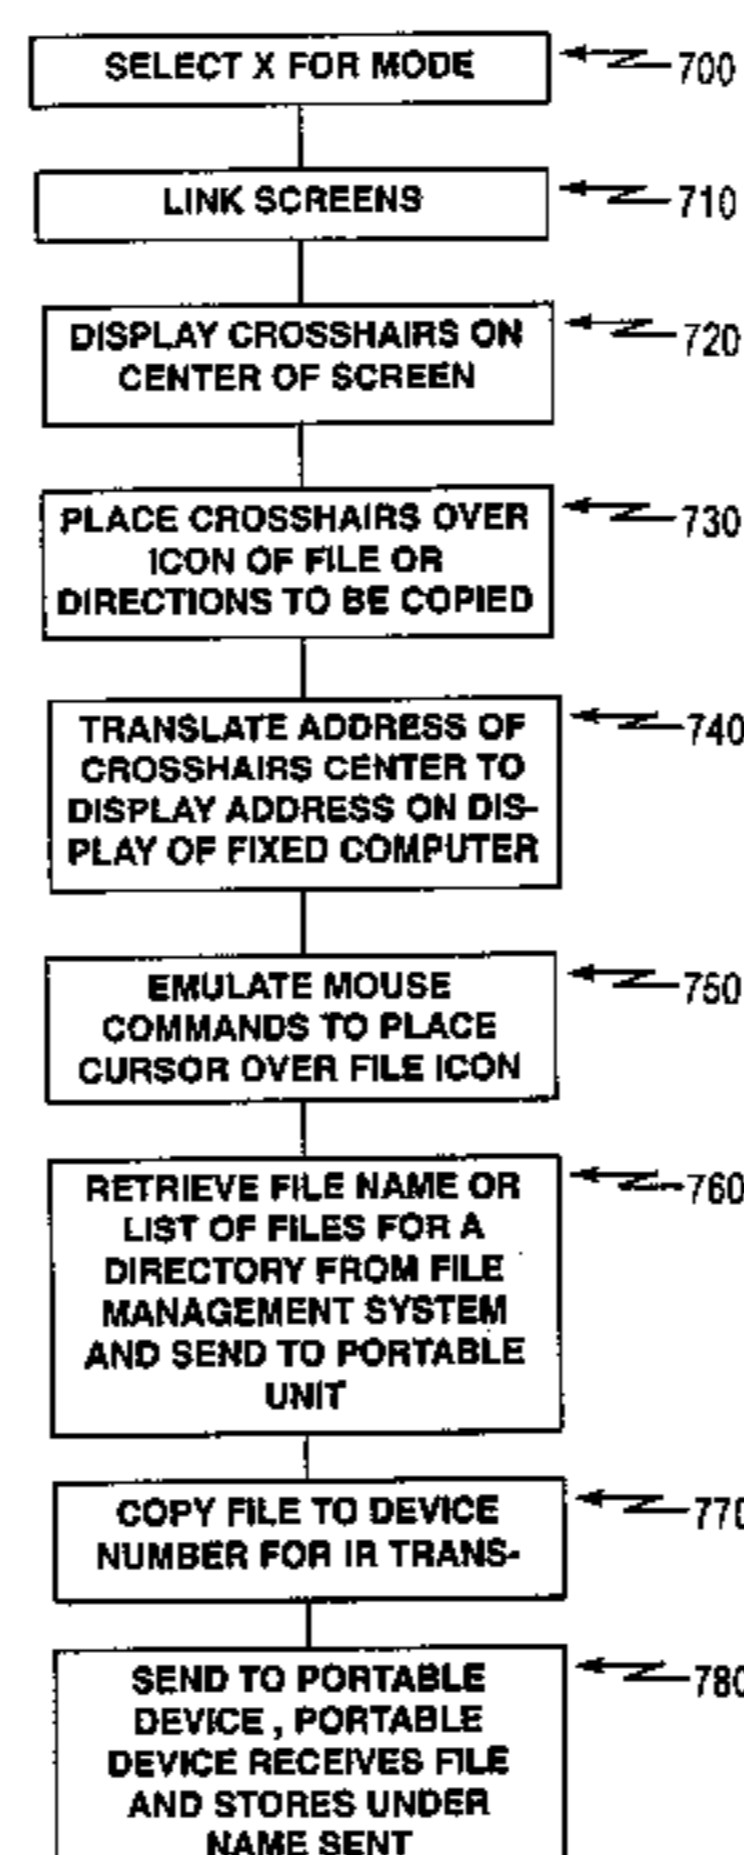 SELECT X FOR MODE
700
LINK SCREENS
710
DISPLAY CROSSHAIRS ON
CENTER OF SCREEN
720
PLACE CROSSHAIRS OVER
ICON OF FILE OR
DIRECTIONS TO BE COPIED
730
TRANSLATE ADDRESS OF
CROSSHAIRS CENTER TO
DISPLAY ADDRESS ON DIS-
PLAY OF FIXED COMPUTER
740
EMULATE MOUSE
COMMANDS TO PLACE
CURSOR OVER FILE ICON
750
RETRIEVE FILE NAME OR
LIST OF FILES FOR A
DIRECTORY FROM FILE
MANAGEMENT SYSTEM
AND SEND TO PORTABLE
UNIT
760
COPY FILE TO DEVICE
NUMBER FOR IR TRANS-
770
SEND TO PORTABLE
DEVICE, PORTABLE
DEVICE RECEIVES FILE
AND STORES UNDER
NAME SENT
780